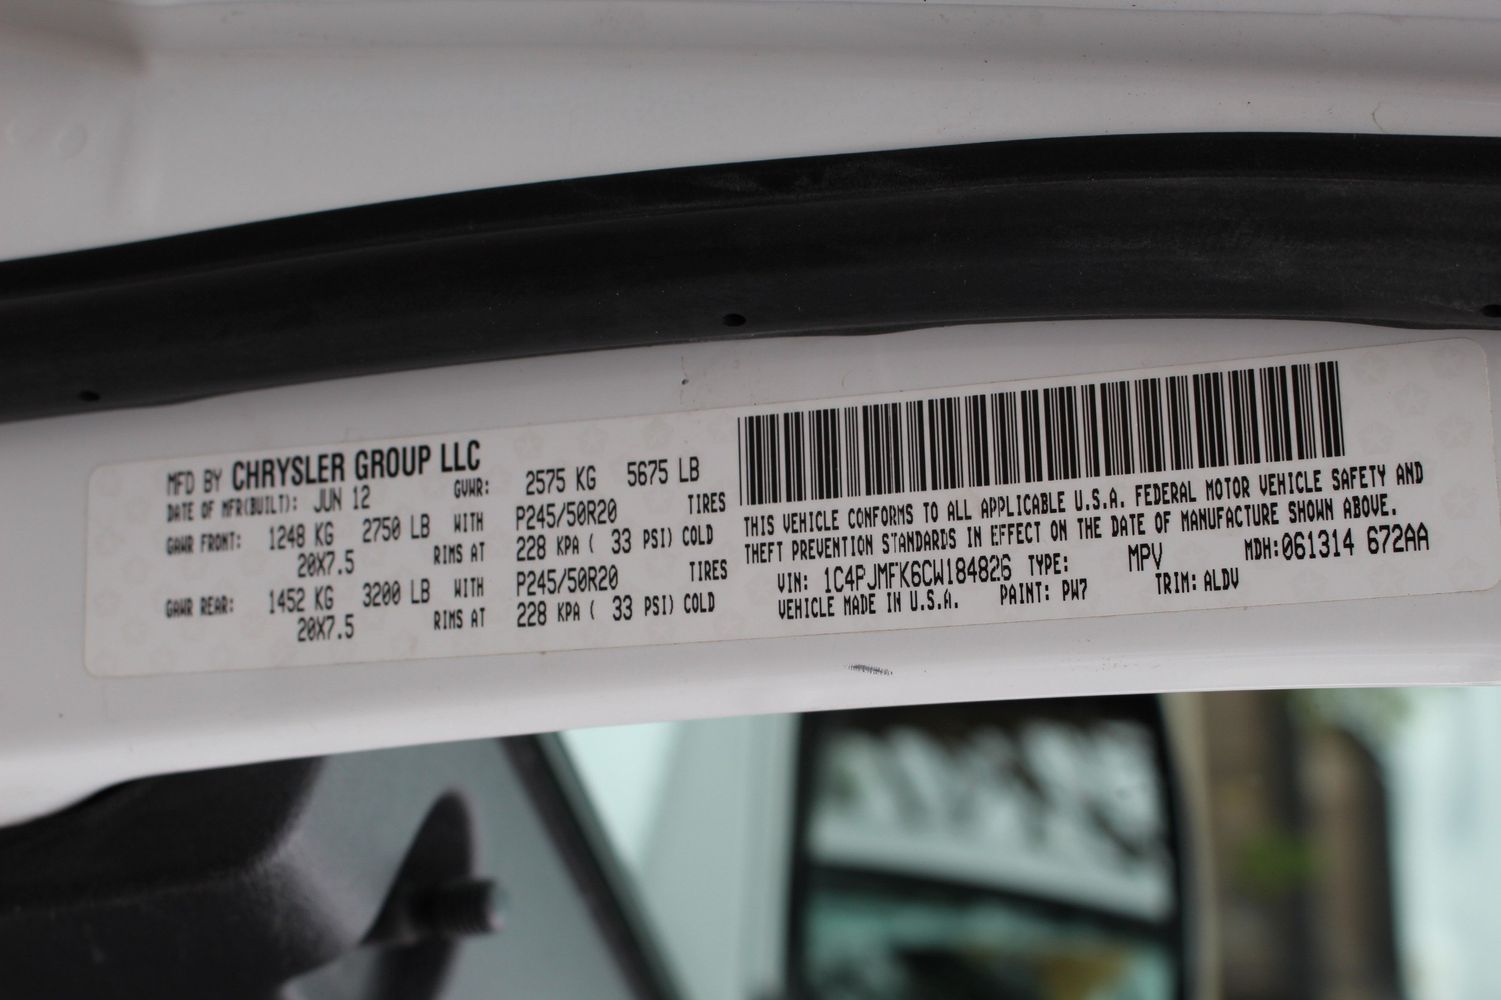 MFD BY CHRYSLER GROUP LLC
DATE OF MFR(BUILT): JUN 12 GVWR: 2575 KG 5675 LB
GAWR FRONT: 1248 KG 2750 LB WITH P245/50R20 TIRES
20X7.5 RIMS AT 228 KPA ( 33 PSI) COLD
GAWR REAR: 1452 KG 3200 LB WITH P245/50R20 TIRES
20X7.5 RIMS AT 228 KPA ( 33 PSI) COLD
THIS VEHICLE CONFORMS TO ALL APPLICABLE U.S.A. FEDERAL MOTOR VEHICLE SAFETY AND
THEFT PREVENTION STANDARDS IN EFFECT ON THE DATE OF MANUFACTURE SHOWN ABOVE.
VIN: 1C4PJMFK6CW184826 TYPE: MPV MDH:061314 672AA
VEHICLE MADE IN U.S.A. PAINT: PW7 TRIM: ALDV